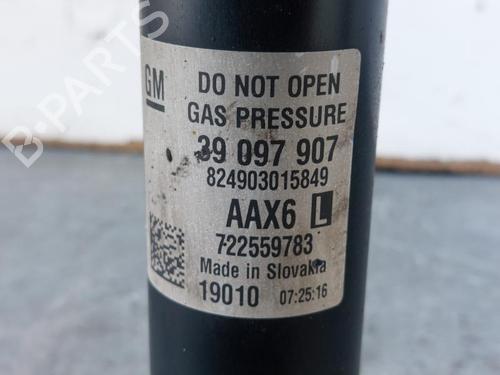 GM
DO NOT OPEN
GAS PRESSURE
39 097 907
824903015849
AAX6 L
722559783
Made in Slovakia
19010 07:25:16
B-PARTS